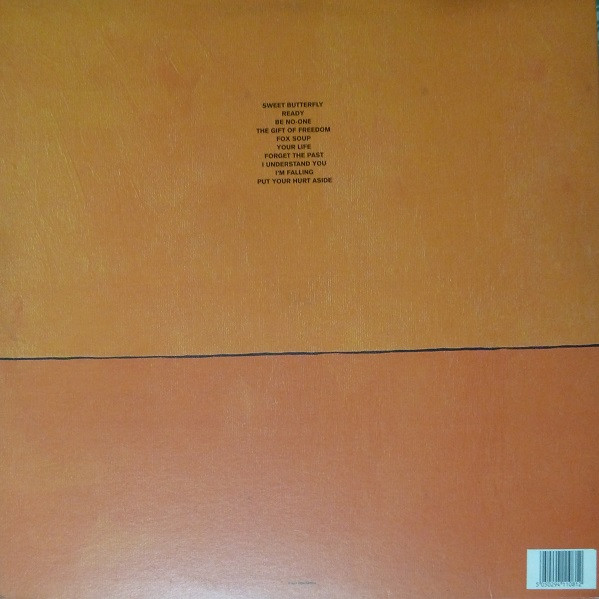 SWEET BUTTERFLY
READY
BE NO-ONE
THE GIFT OF FREEDOM
FOX SOUP
YOUR LIFE
FORGET THE PAST
I UNDERSTAND YOU
I'M FALLING
PUT YOUR HURT ASIDE